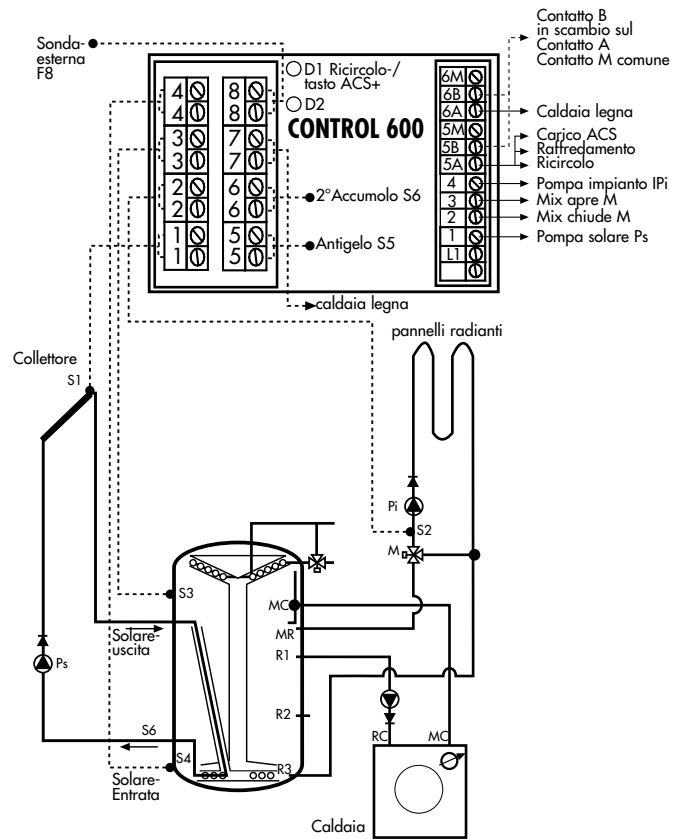 Sonda-
esterna
F8
D1 Ricircolo-/
tasto ACS+
D2
CONTROL 600
4
4
3
3
2
2
1
1
8
8
7
7
6
6
5
5
2°Accumolo S6
Antigelo S5
caldaia legna
6M
6B
6A
5M
5B
5A
4
3
2
1
L1
Contatto B
in scambio sul
Contatto A
Contatto M comune
Caldaia legna
Carico ACS
Raffredamento
Ricircolo
Pompa impianto IPi
Mix apre M
Mix chiude M
Pompa solare Ps
pannelli radianti
Collettore
S1
Pi
S2
M
S3
MC
MR
Solare-
uscita
R1
Ps
R2
S6
RC
MC
S4
R3
Solare-
Entrata
Caldaia